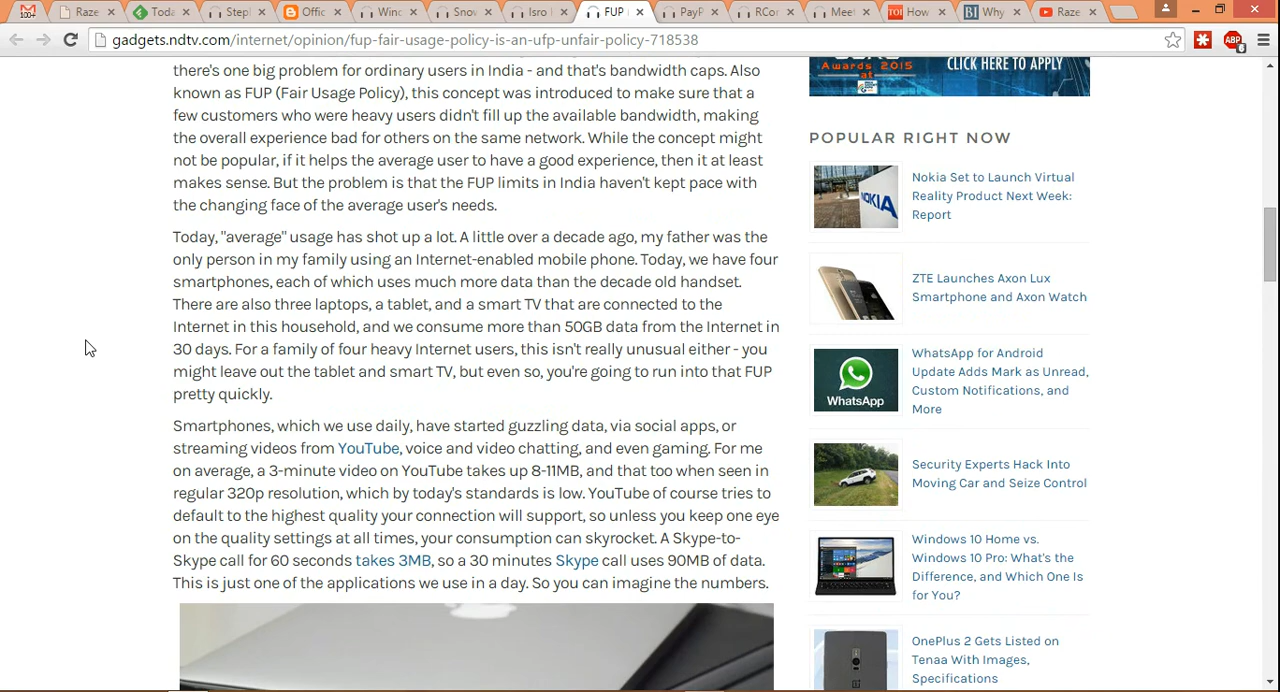 100+
Raze
Toda
Steph
Offic
Winc
Snov
Isro I
FUP
PayP
RCor
Meet
TOI
How
BI
Why
Raze
gadgets.ndtv.com/internet/opinion/fup-fair-usage-policy-is-an-ufp-unfair-policy-718538
ABP
6
there's one big problem for ordinary users in India - and that's bandwidth caps. Also
known as FUP (Fair Usage Policy), this concept was introduced to make sure that a
few customers who were heavy users didn't fill up the available bandwidth, making
the overall experience bad for others on the same network. While the concept might
not be popular, if it helps the average user to have a good experience, then it at least
makes sense. But the problem is that the FUP limits in India haven't kept pace with
the changing face of the average user's needs.
Today, "average" usage has shot up a lot. A little over a decade ago, my father was the
only person in my family using an Internet-enabled mobile phone. Today, we have four
smartphones, each of which uses much more data than the decade old handset.
There are also three laptops, a tablet, and a smart TV that are connected to the
Internet in this household, and we consume more than 50GB data from the Internet in
30 days. For a family of four heavy Internet users, this isn't really unusual either - you
might leave out the tablet and smart TV, but even so, you're going to run into that FUP
pretty quickly.
Smartphones, which we use daily, have started guzzling data, via social apps, or
streaming videos from YouTube, voice and video chatting, and even gaming. For me
on average, a 3-minute video on YouTube takes up 8-11MB, and that too when seen in
regular 320p resolution, which by today's standards is low. YouTube of course tries to
default to the highest quality your connection will support, so unless you keep one eye
on the quality settings at all times, your consumption can skyrocket. A Skype-to-
Skype call for 60 seconds takes 3MB, so a 30 minutes Skype call uses 90MB of data.
This is just one of the applications we use in a day. So you can imagine the numbers.
Awards 2015
at
CLICK HERE TO APPLY
POPULAR RIGHT NOW
NOKIA
Nokia Set to Launch Virtual
Reality Product Next Week:
Report
ZTE Launches Axon Lux
Smartphone and Axon Watch
WhatsApp
WhatsApp for Android
Update Adds Mark as Unread,
Custom Notifications, and
More
Security Experts Hack Into
Moving Car and Seize Control
Windows 10 Home vs.
Windows 10 Pro: What's the
Difference, and Which One Is
for You?
OnePlus 2 Gets Listed on
Tenaa With Images,
Specifications